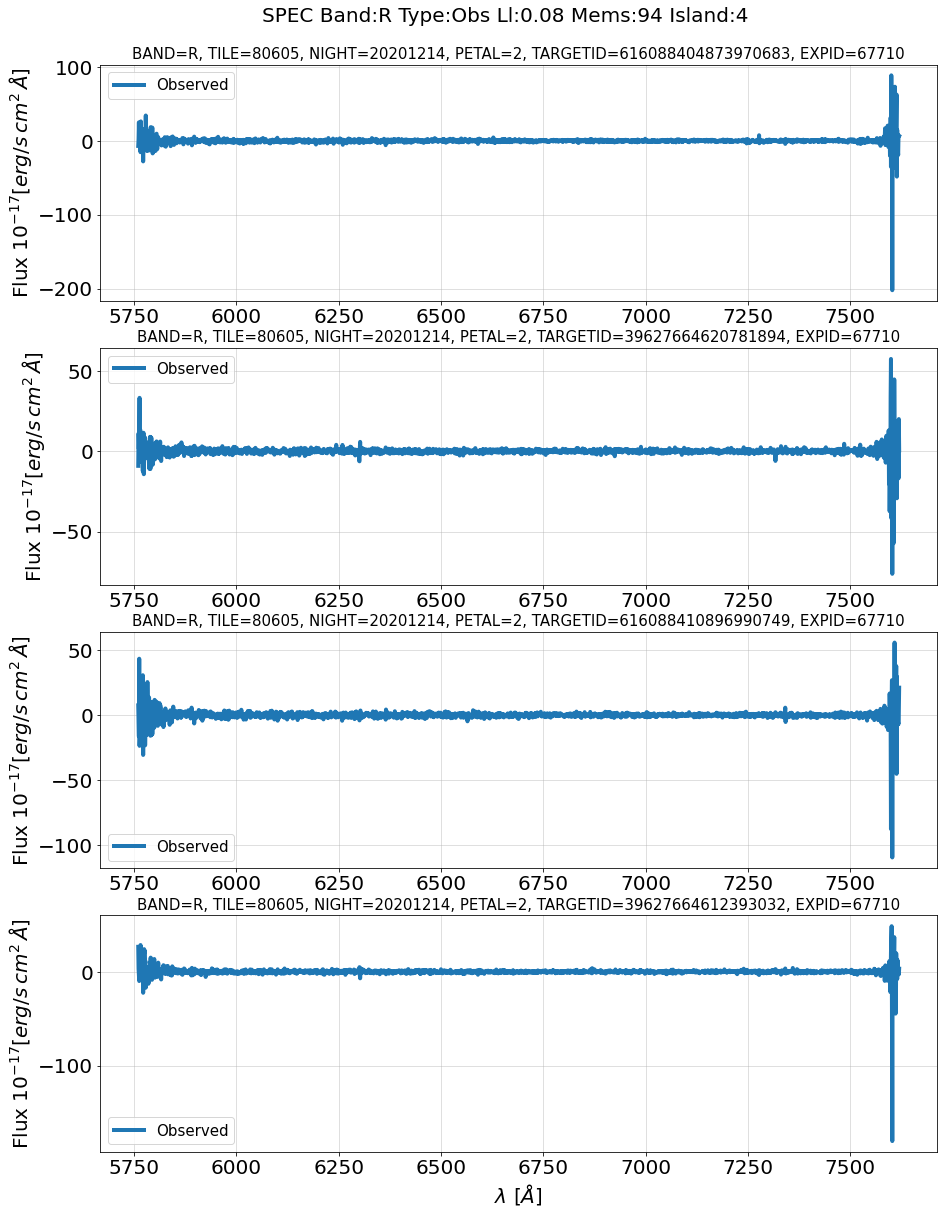 SPEC Band:R Type:Obs Ll:0.08 Mems:94 Island:4
BAND=R, TILE=80605, NIGHT=20201214, PETAL=2, TARGETID=616088404873970683, EXPID=67710
Flux 10⁻¹⁷[erg/s cm² Å]
100
0
−100
−200
Observed
5750 6000 6250 6500 6750 7000 7250 7500
BAND=R, TILE=80605, NIGHT=20201214, PETAL=2, TARGETID=39627664620781894, EXPID=67710
Flux 10⁻¹⁷[erg/s cm² Å]
50
0
−50
Observed
5750 6000 6250 6500 6750 7000 7250 7500
BAND=R, TILE=80605, NIGHT=20201214, PETAL=2, TARGETID=616088410896990749, EXPID=67710
Flux 10⁻¹⁷[erg/s cm² Å]
50
0
−50
−100
Observed
5750 6000 6250 6500 6750 7000 7250 7500
BAND=R, TILE=80605, NIGHT=20201214, PETAL=2, TARGETID=39627664612393032, EXPID=67710
Flux 10⁻¹⁷[erg/s cm² Å]
0
−100
Observed
5750 6000 6250 6500 6750 7000 7250 7500
λ [Å]